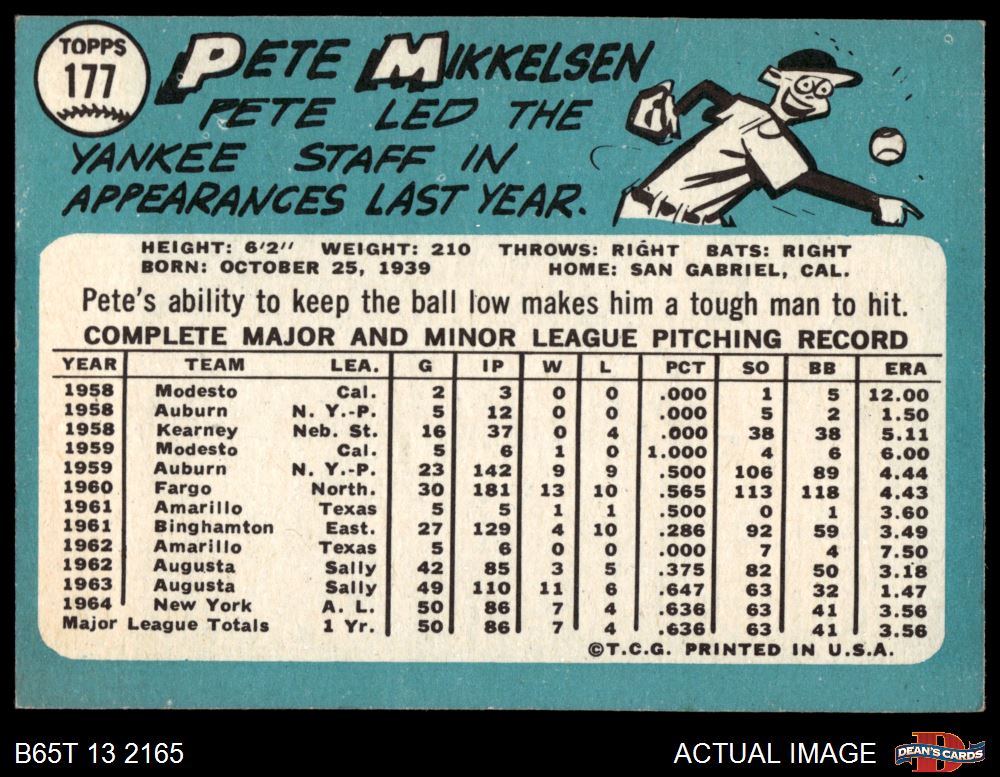 TOPPS
177
PETE MIKKELSEN
PETE LED THE
YANKEE STAFF IN
APPEARANCES LAST YEAR.
HEIGHT: 6'2" WEIGHT: 210 THROWS: RIGHT BATS: RIGHT
BORN: OCTOBER 25, 1939 HOME: SAN GABRIEL, CAL.
Pete's ability to keep the ball low makes him a tough man to hit.
COMPLETE MAJOR AND MINOR LEAGUE PITCHING RECORD
YEAR TEAM LEA. G IP W L PCT SO BB ERA
1958 Modesto Cal. 2 3 0 0 .000 1 5 12.00
1958 Auburn N. Y.-P. 5 12 0 0 .000 5 2 1.50
1958 Kearney Neb. St. 16 37 0 4 .000 38 38 5.11
1959 Modesto Cal. 5 6 1 0 1.000 4 6 6.00
1959 Auburn N. Y.-P. 23 142 9 9 .500 106 89 4.44
1960 Fargo North. 30 181 13 10 .565 113 118 4.43
1961 Amarillo Texas 5 5 1 1 .500 0 1 3.60
1961 Binghamton East. 27 129 4 10 .286 92 59 3.49
1962 Amarillo Texas 5 6 0 0 .000 7 4 7.50
1962 Augusta Sally 42 85 3 5 .375 82 50 3.18
1963 Augusta Sally 49 110 11 6 .647 63 32 1.47
1964 New York A. L. 50 86 7 4 .636 63 41 3.56
Major League Totals 1 Yr. 50 86 7 4 .636 63 41 3.56
©T.C.G. PRINTED IN U.S.A.
B65T 13 2165 ACTUAL IMAGE DEAN'S CARDS